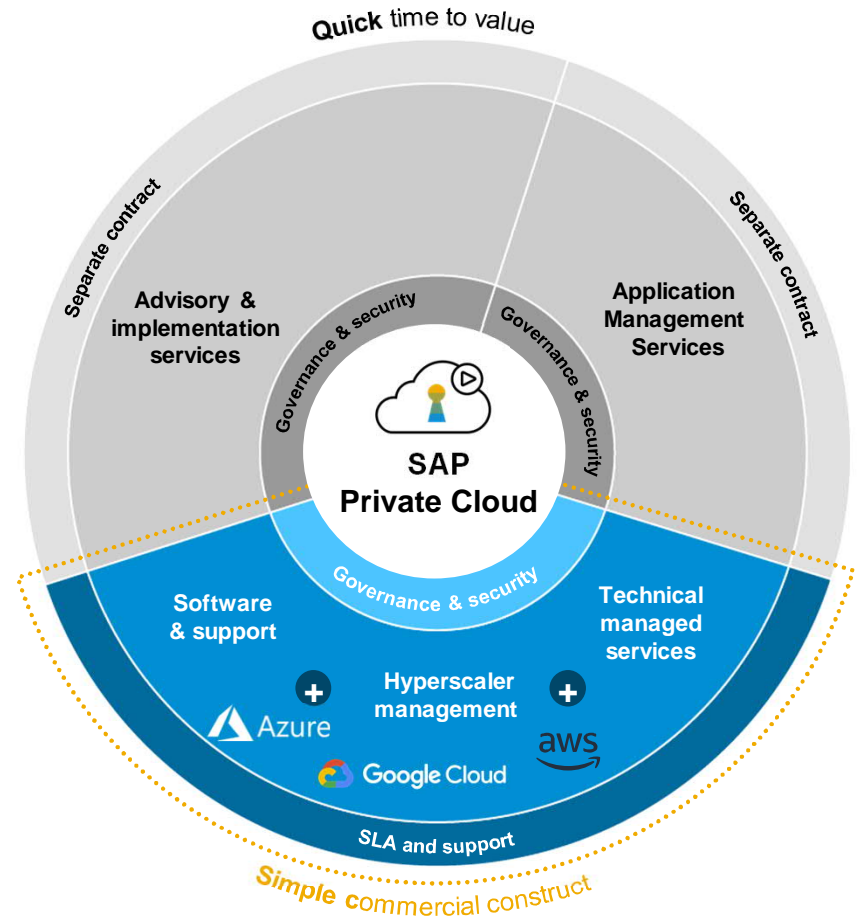 Quick time to value
Separate contract
Separate contract
Advisory &
implementation
services
Application
Management
Services
Governance & security
Governance & security
SAP
Private Cloud
Governance & security
Software
& support
Technical
managed
services
+
Hyperscaler
management
+
Azure
aws
Google Cloud
SLA and support
Simple commercial construct